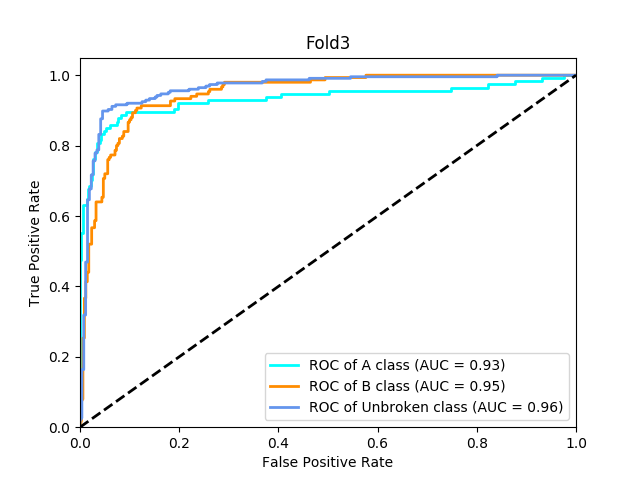 Fold3
1.0
0.8
0.6
0.4
0.2
0.0
True Positive Rate
ROC of A class (AUC = 0.93)
ROC of B class (AUC = 0.95)
ROC of Unbroken class (AUC = 0.96)
0.0 0.2 0.4 0.6 0.8 1.0
False Positive Rate